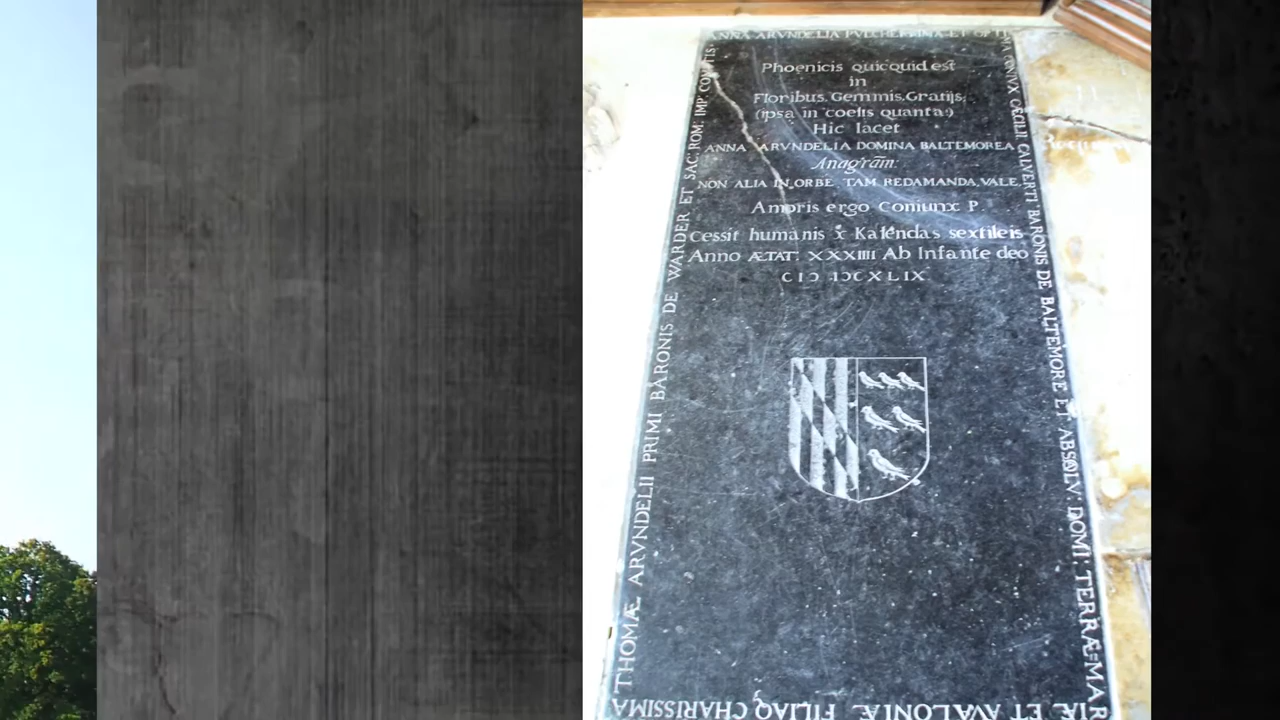 ANNA ARVNDELIA PVLCHERRIMA ET OPTIMA CONIVX CÆCILII CALVERTI BARONIS DE BALTEMORE ET ABSOLV: DOMI: TERRÆ=MAR
IÆ ET AVALONIÆ FILIAQ CHARISSIMA
THOMÆ ARVNDELII PRIMI BARONIS DE WARDER ET SAC: ROM: IMP: COMITIS
Phoenicis quicquid est
in
Floribus. Gemmis. Gratijs,
(ipsa in coelis quanta!)
Hic Iacet
ANNA ARVNDELIA DOMINA BALTEMOREA
Anagram:
NON ALIA IN ORBE TAM REDAMANDA, VALE,
Amoris ergo Coniunx P
Cessit humanis x Kalendas sextileis
Anno ÆTAT: XXXIIII Ab Infante deo
CIↃ IↃCXLIX